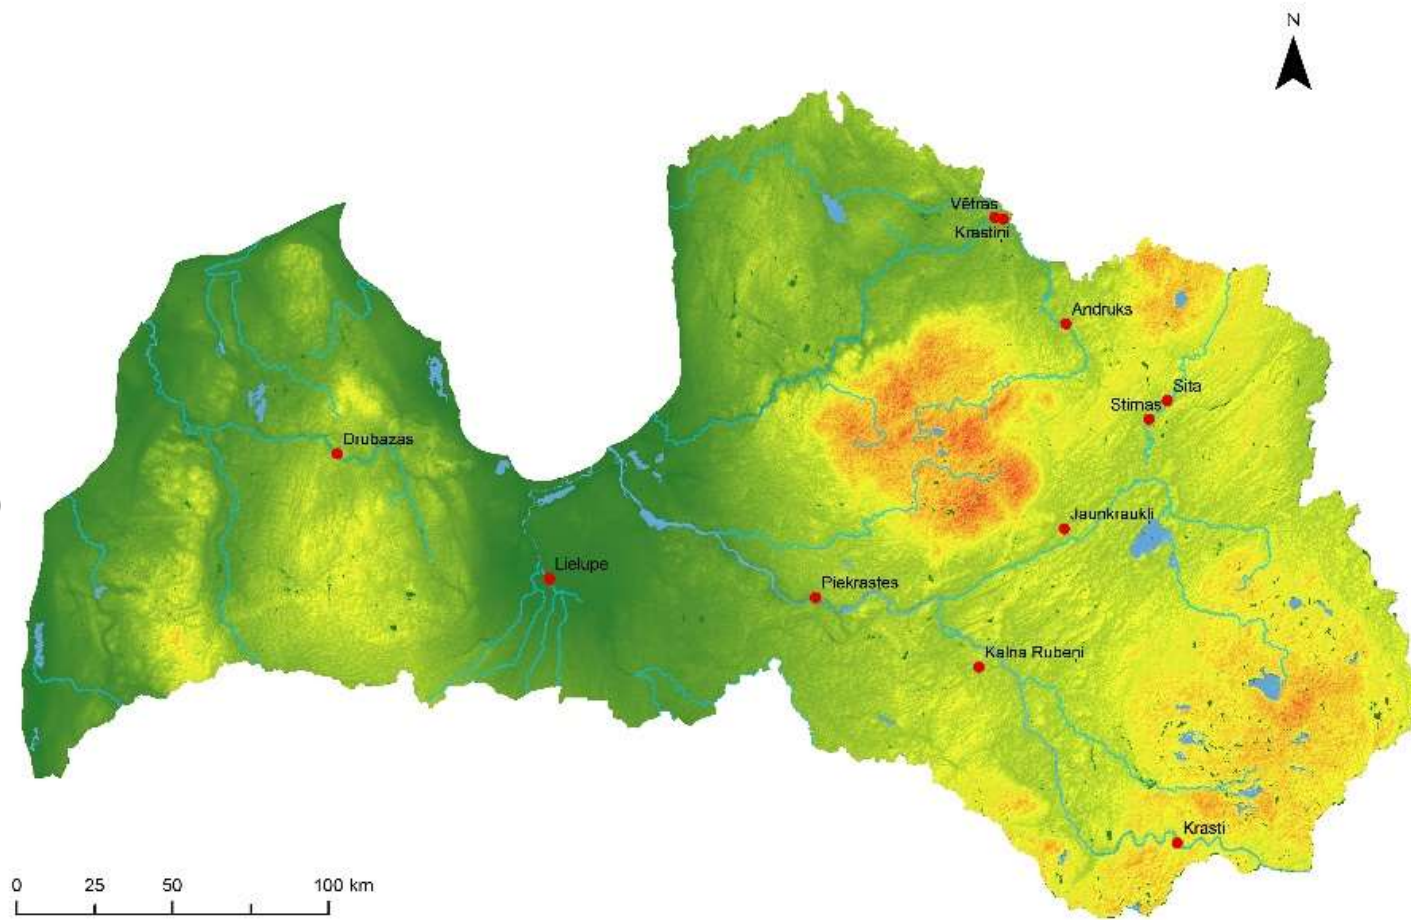 N
Vētras
Krastiņi
Andruks
Sita
Stirnas
Drubazas
Jaunkraukļi
Lielupe
Piekrastes
Kalna Rubeņi
Krasti
0 25 50 100 km